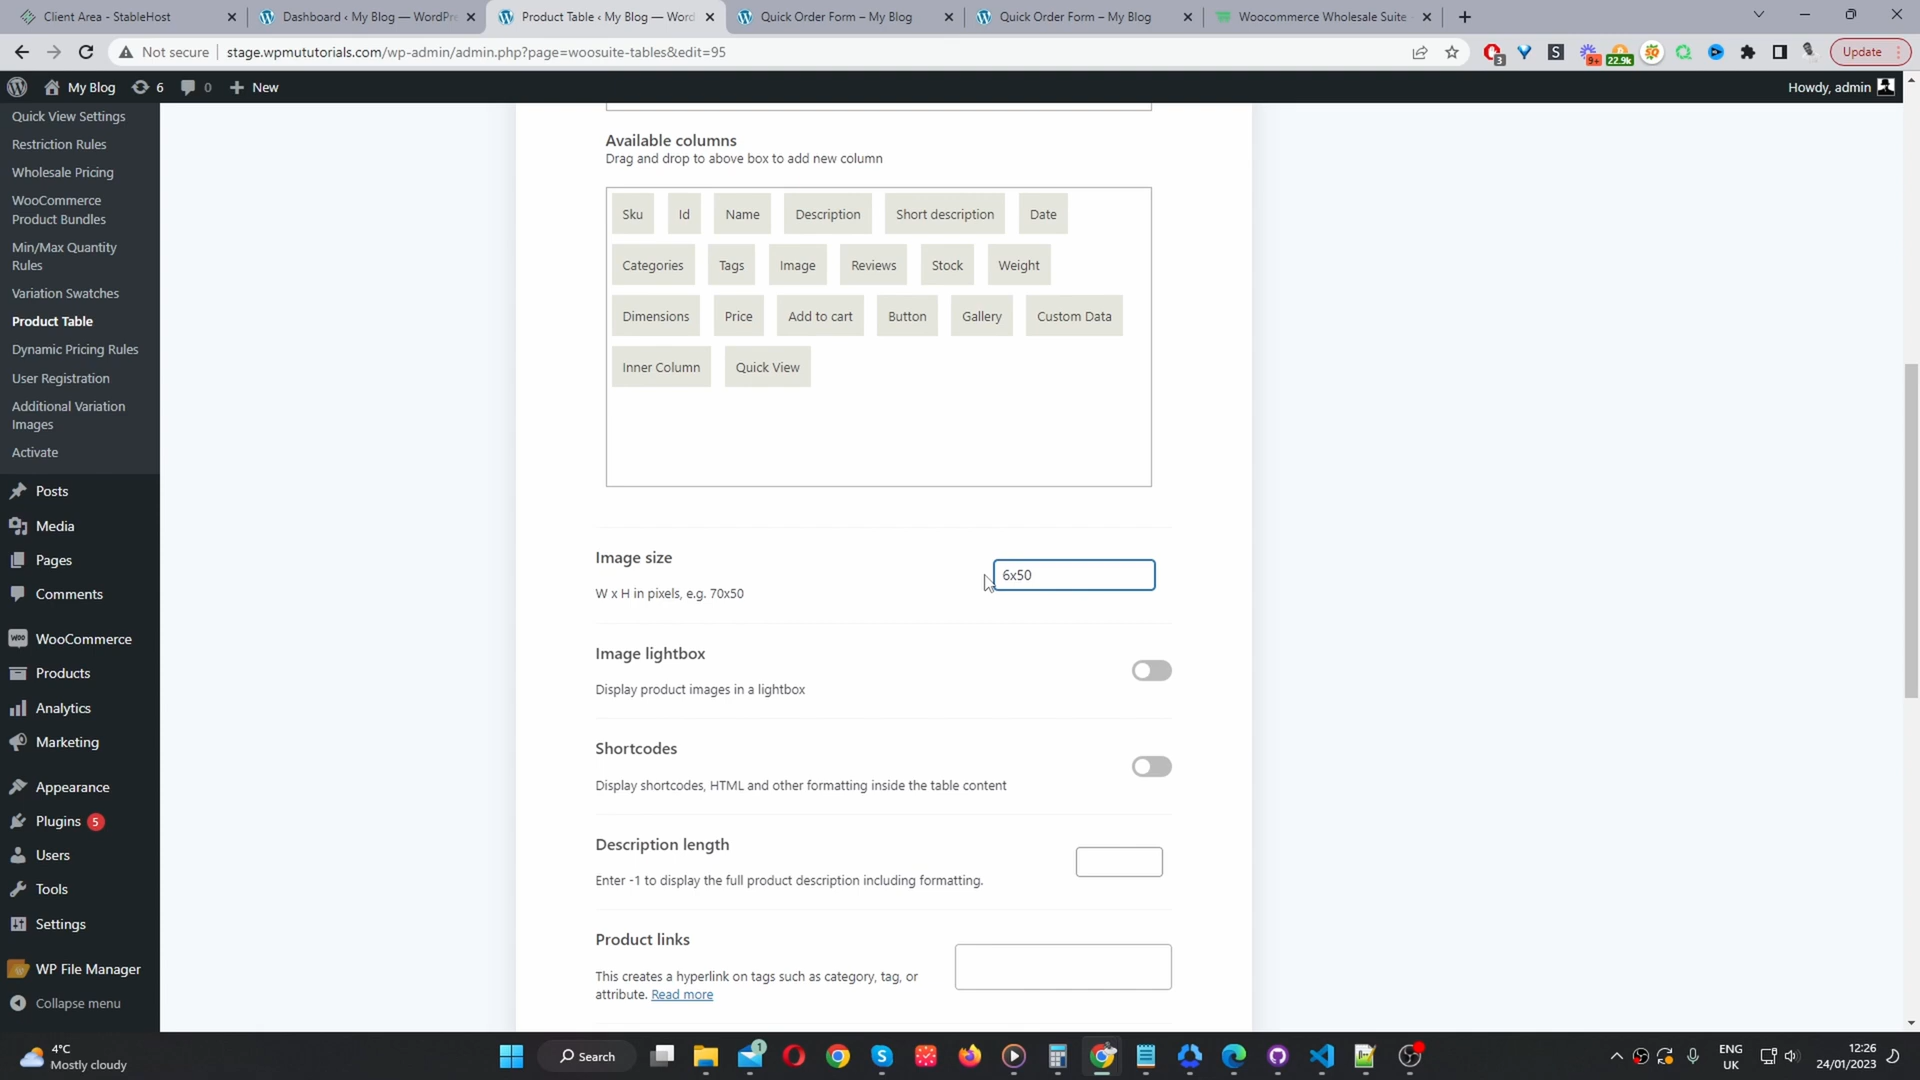 Client Area - StableHost
Dashboard ‹ My Blog — WordPre
Product Table ‹ My Blog — Word
Quick Order Form – My Blog
Quick Order Form – My Blog
Woocommerce Wholesale Suite
Not secure
stage.wpmututorials.com/wp-admin/admin.php?page=woosuite-tables&edit=95
3
S
9+
22.9k
Update
My Blog
6
0
New
Howdy, admin
Quick View Settings
Restriction Rules
Wholesale Pricing
WooCommerce
Product Bundles
Min/Max Quantity
Rules
Variation Swatches
Product Table
Dynamic Pricing Rules
User Registration
Additional Variation
Images
Activate
Posts
Media
Pages
Comments
WooCommerce
Products
Analytics
Marketing
Appearance
Plugins 5
Users
Tools
Settings
WP File Manager
Collapse menu
Available columns
Drag and drop to above box to add new column
Sku Id Name Description Short description Date
Categories Tags Image Reviews Stock Weight
Dimensions Price Add to cart Button Gallery Custom Data
Inner Column Quick View
Image size
6x50
W x H in pixels, e.g. 70x50
Image lightbox
Display product images in a lightbox
Shortcodes
Display shortcodes, HTML and other formatting inside the table content
Description length
Enter -1 to display the full product description including formatting.
Product links
This creates a hyperlink on tags such as category, tag, or
attribute. Read more
4°C
Mostly cloudy
Search
1
ENG
UK
12:26
24/01/2023